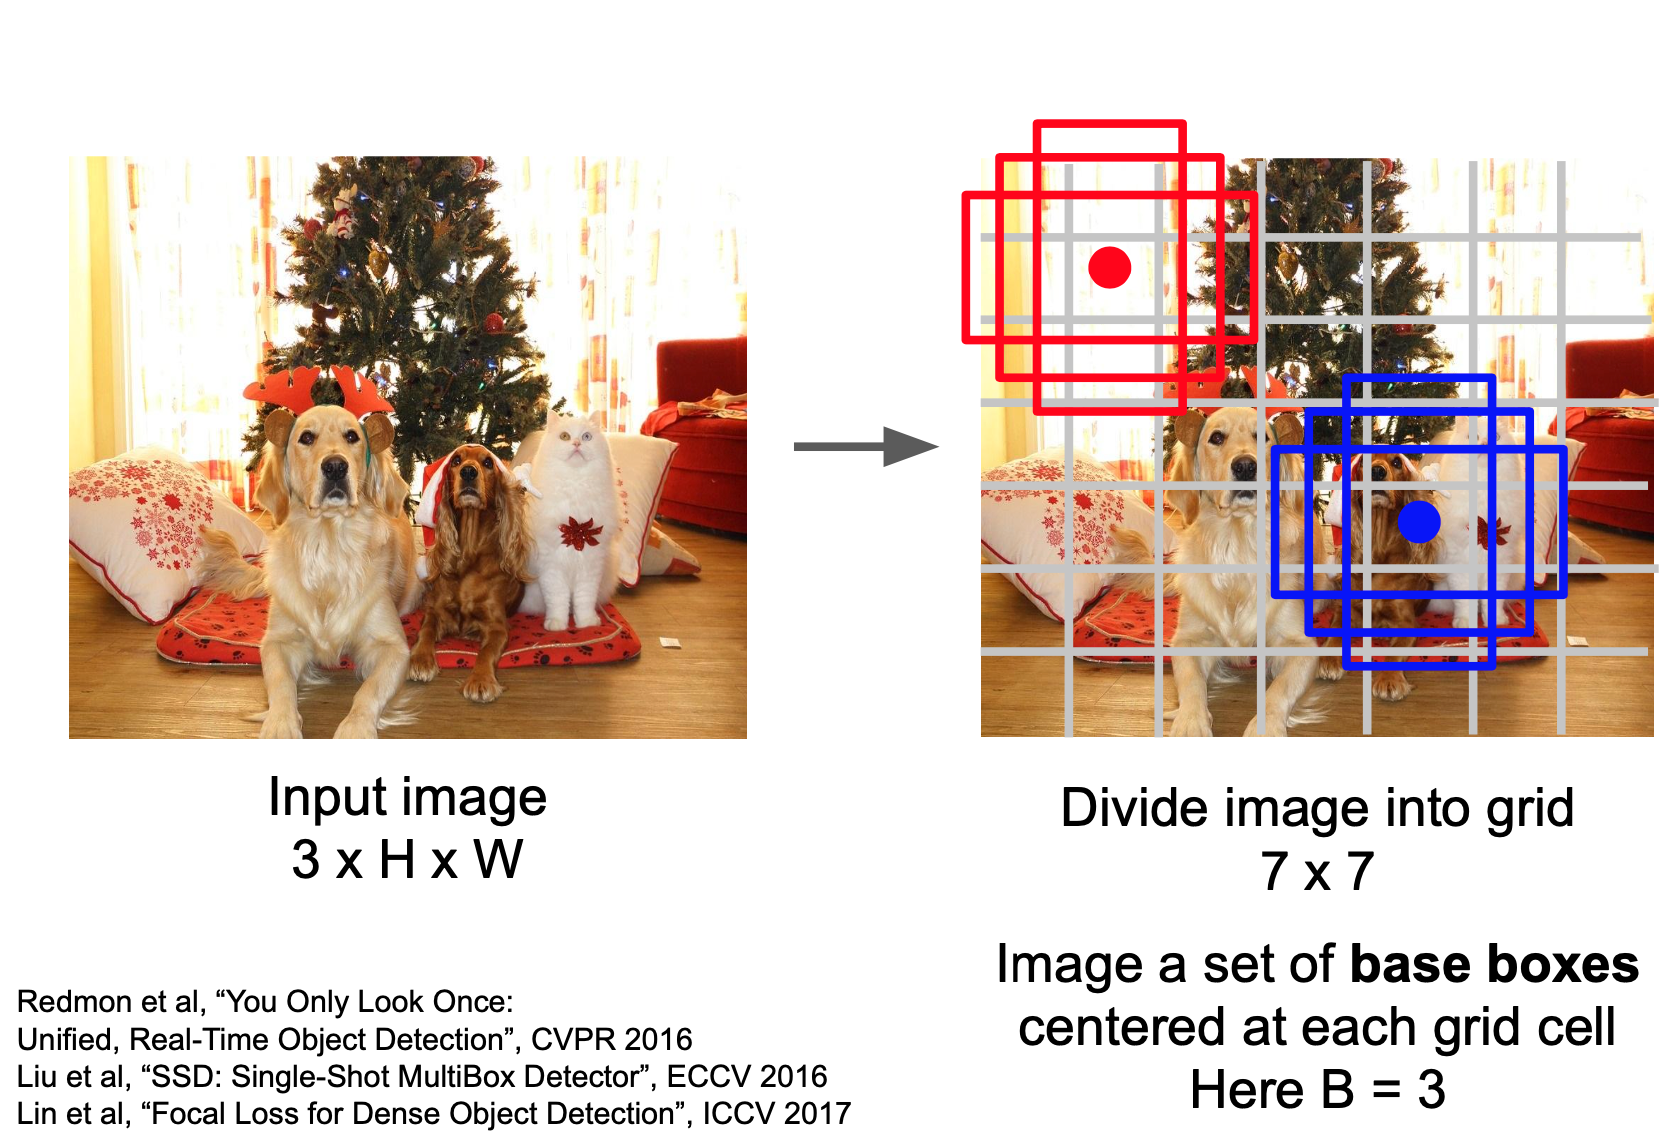 Input image
3 x H x W
Divide image into grid
7 x 7
Image a set of base boxes
centered at each grid cell
Here B = 3
Redmon et al, “You Only Look Once:
Unified, Real-Time Object Detection”, CVPR 2016
Liu et al, “SSD: Single-Shot MultiBox Detector”, ECCV 2016
Lin et al, “Focal Loss for Dense Object Detection”, ICCV 2017